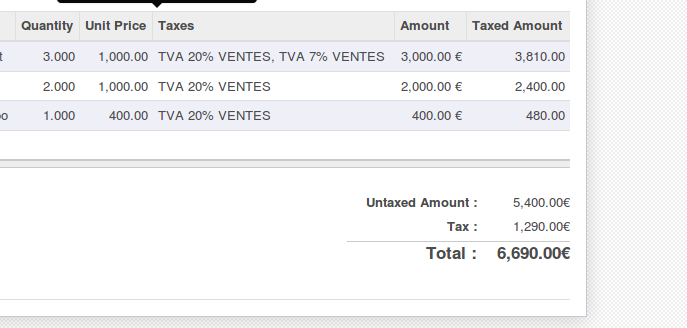 Quantity Unit Price Taxes Amount Taxed Amount
t 3.000 1,000.00 TVA 20% VENTES, TVA 7% VENTES 3,000.00 € 3,810.00
2.000 1,000.00 TVA 20% VENTES 2,000.00 € 2,400.00
o 1.000 400.00 TVA 20% VENTES 400.00 € 480.00
Untaxed Amount : 5,400.00€
Tax : 1,290.00€
Total : 6,690.00€